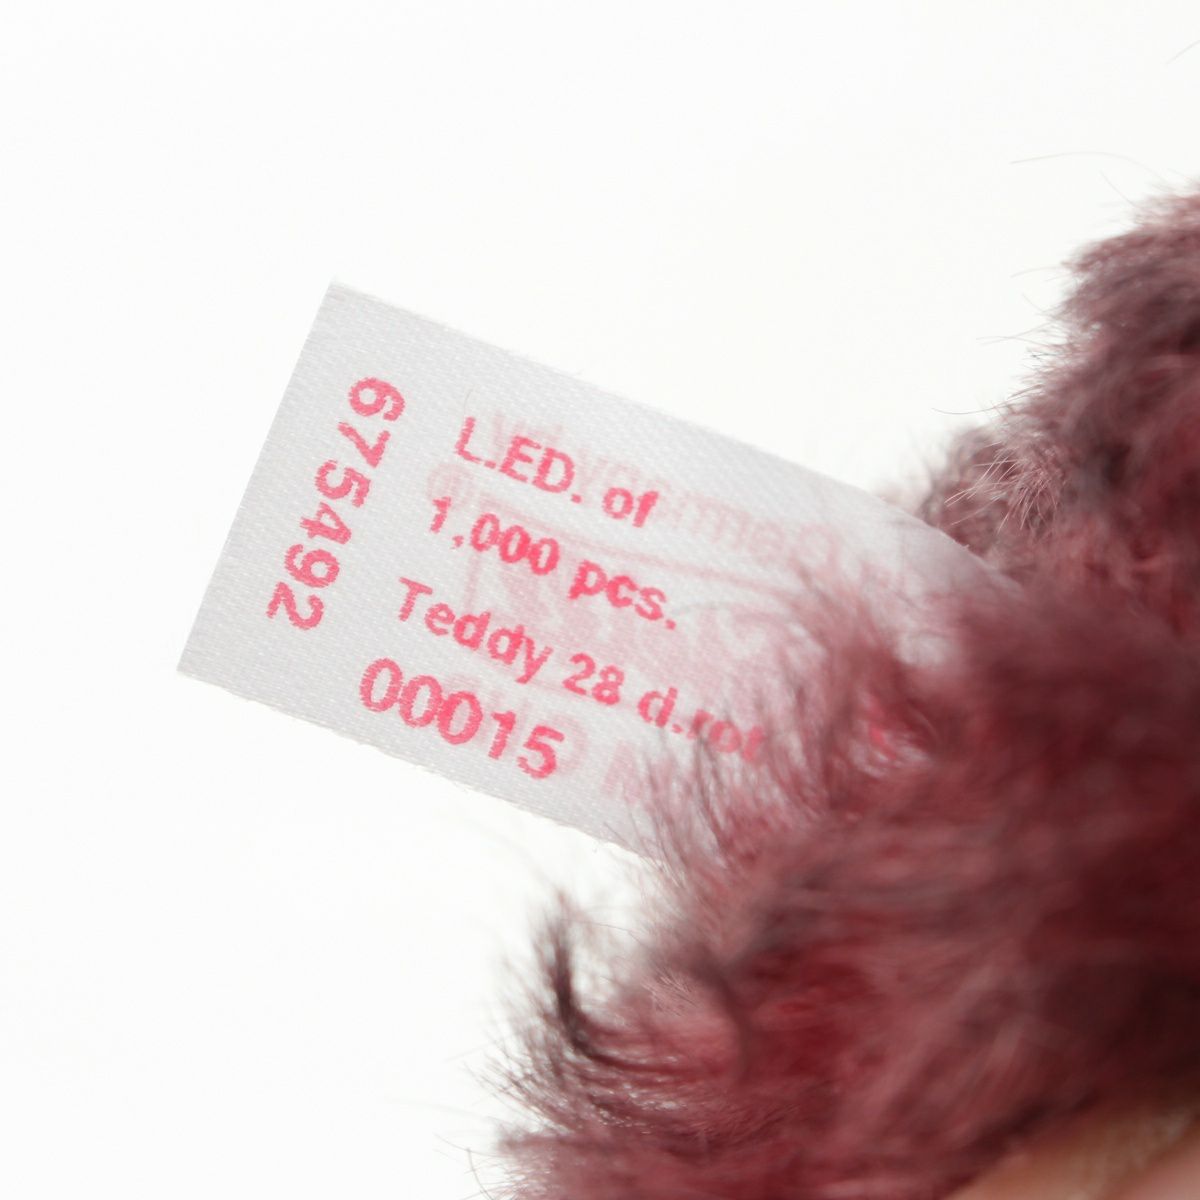 L.ED. of
1,000 pcs.
Teddy 28 d.rot
00015
675492